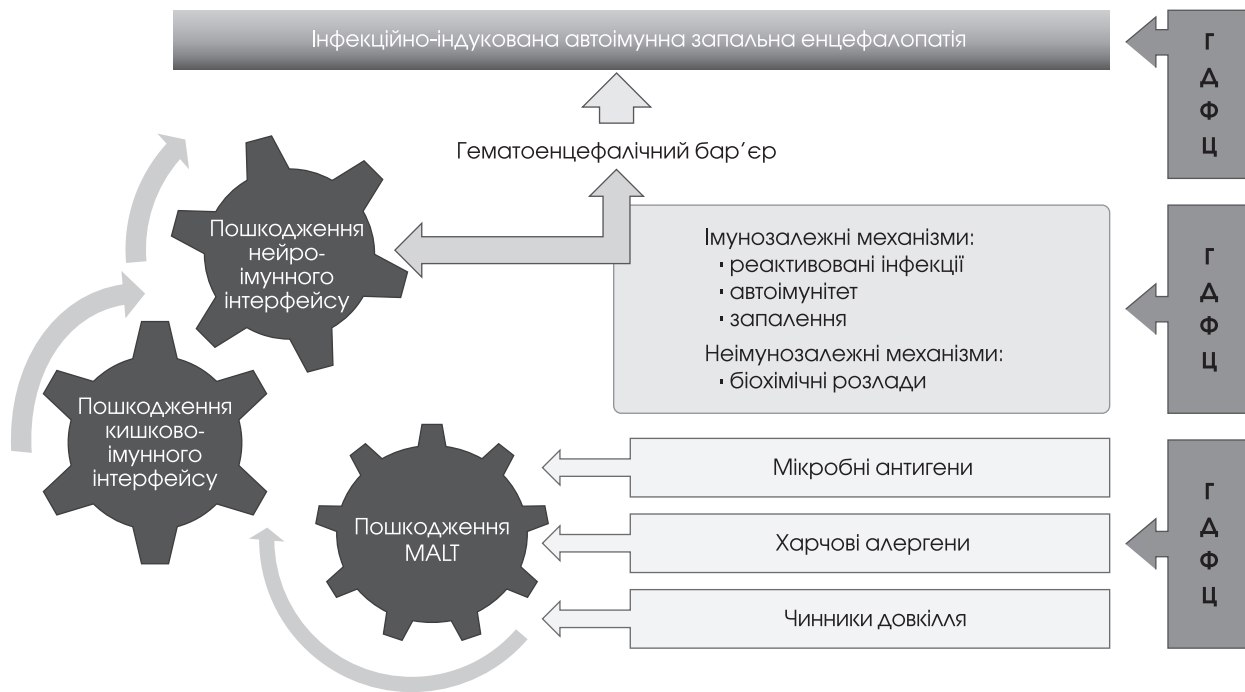 Інфекційно-індукована автоімунна запальна енцефалопатія
Г
Д
Ф
Ц
Гематоенцефалічний бар’єр
Пошкодження
нейро-
імунного
інтерфейсу
Імунозалежні механізми:
· реактивовані інфекції
· автоімунітет
· запалення
Неімунозалежні механізми:
· біохімічні розлади
Г
Д
Ф
Ц
Пошкодження
кишково-
імунного
інтерфейсу
Пошкодження
MALT
Мікробні антигени
Харчові алергени
Чинники довкілля
Г
Д
Ф
Ц